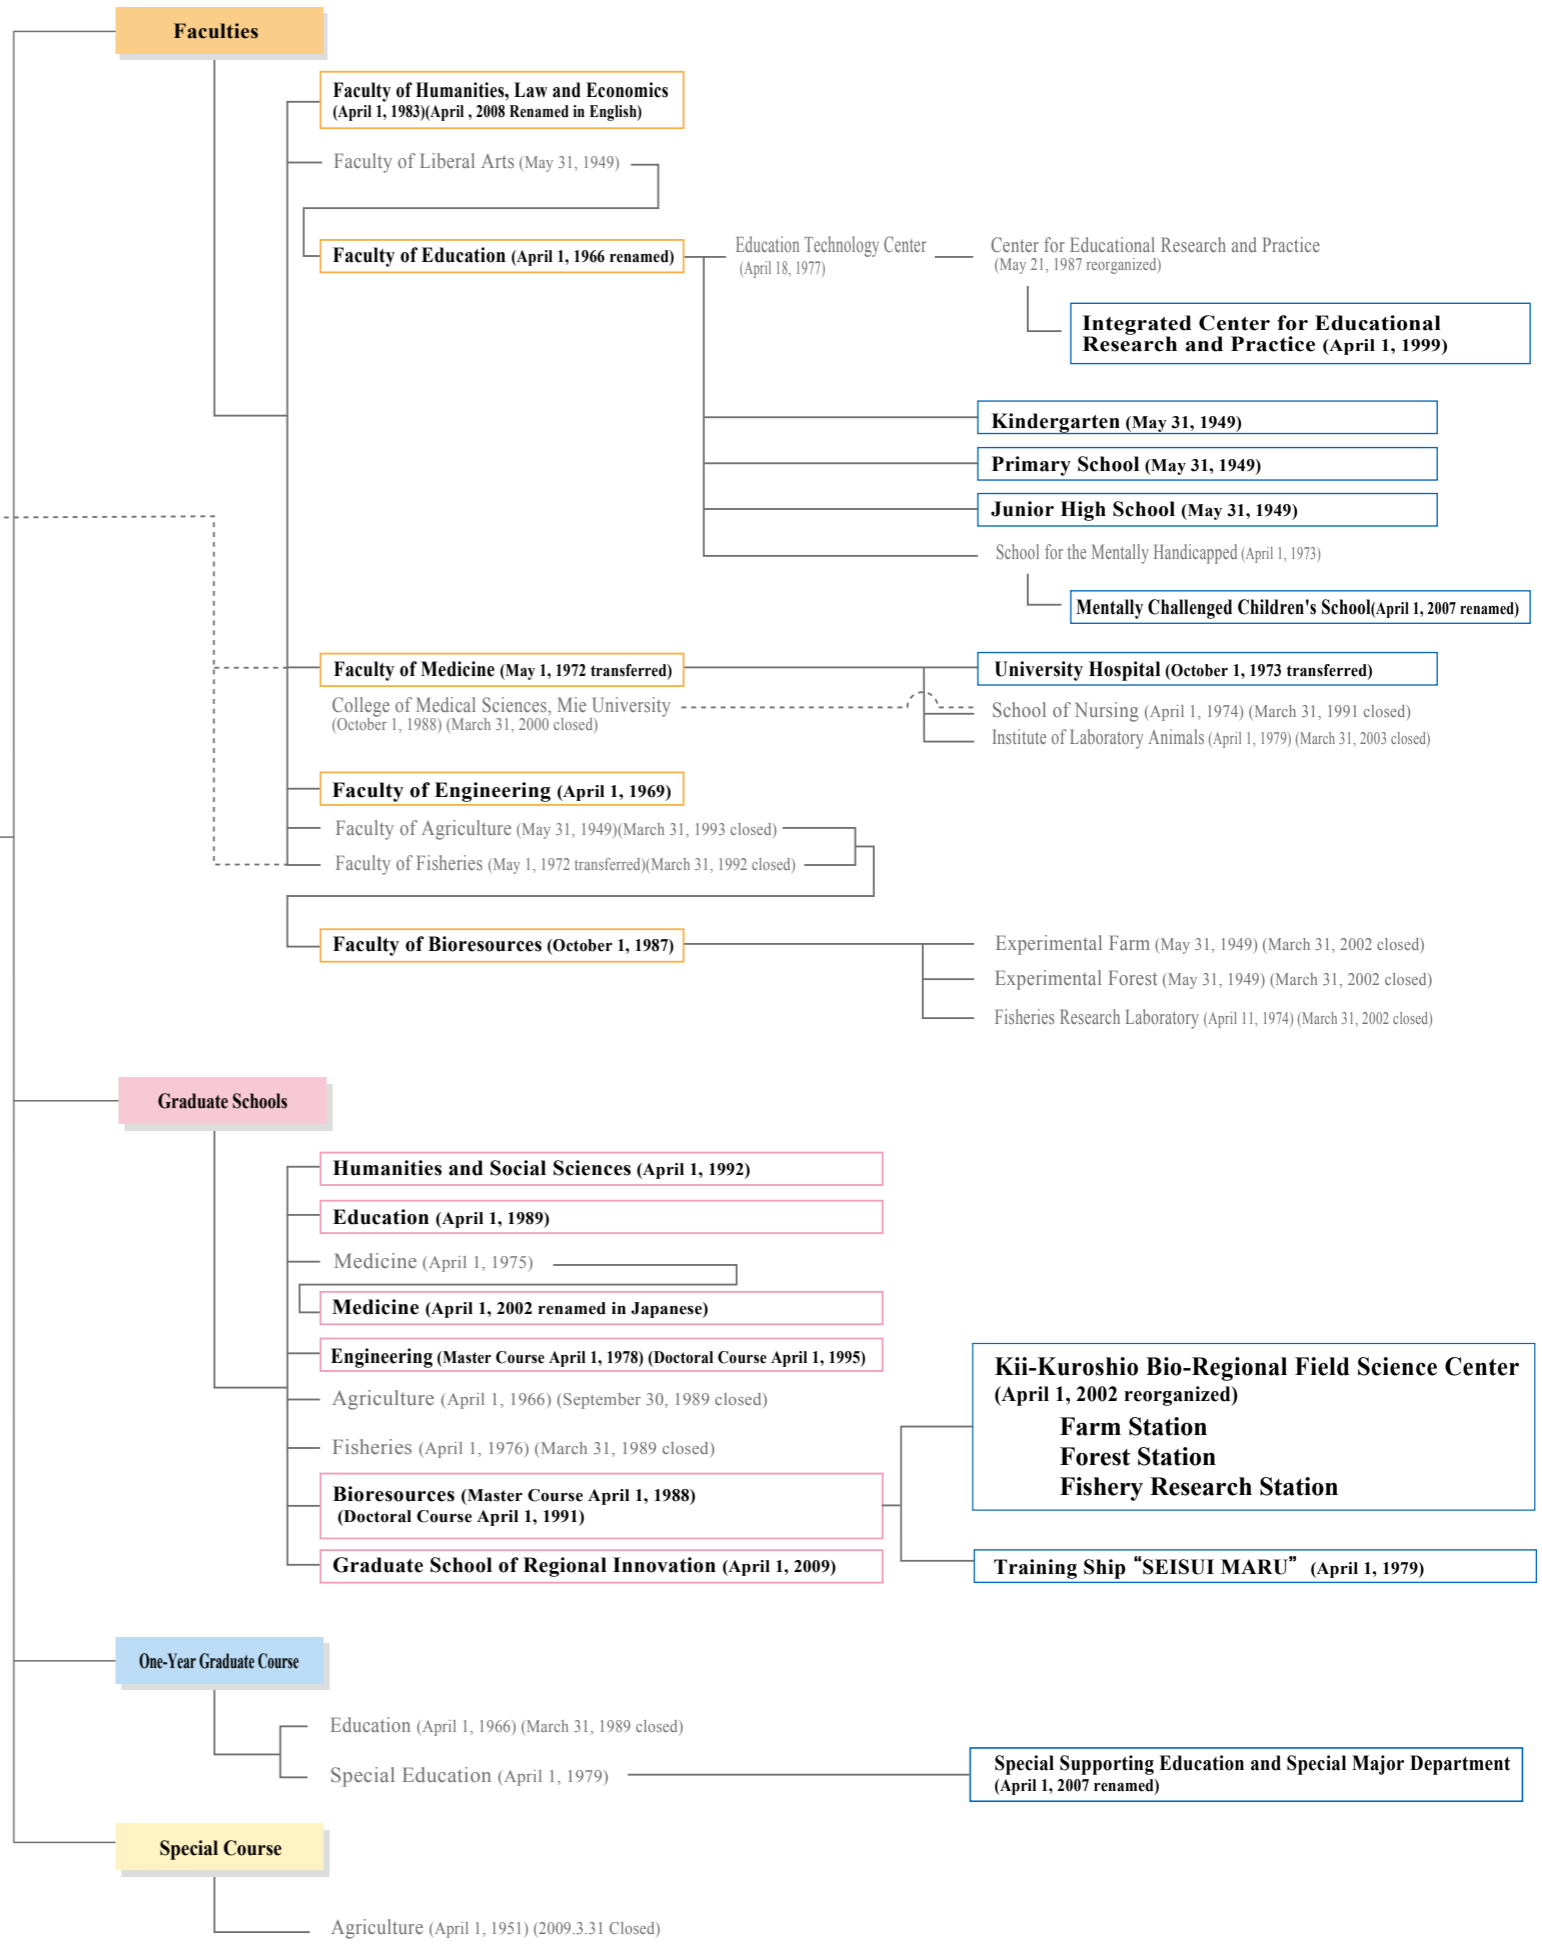 Faculties
Faculty of Humanities, Law and Economics
(April 1, 1983)(April , 2008 Renamed in English)
Faculty of Liberal Arts (May 31, 1949)
Faculty of Education (April 1, 1966 renamed)
Education Technology Center
(April 18, 1977)
Center for Educational Research and Practice
(May 21, 1987 reorganized)
Integrated Center for Educational
Research and Practice (April 1, 1999)
Kindergarten (May 31, 1949)
Primary School (May 31, 1949)
Junior High School (May 31, 1949)
School for the Mentally Handicapped (April 1, 1973)
Mentally Challenged Children's School(April 1, 2007 renamed)
Faculty of Medicine (May 1, 1972 transferred)
University Hospital (October 1, 1973 transferred)
College of Medical Sciences, Mie University
(October 1, 1988) (March 31, 2000 closed)
School of Nursing (April 1, 1974) (March 31, 1991 closed)
Institute of Laboratory Animals (April 1, 1979) (March 31, 2003 closed)
Faculty of Engineering (April 1, 1969)
Faculty of Agriculture (May 31, 1949)(March 31, 1993 closed)
Faculty of Fisheries (May 1, 1972 transferred)(March 31, 1992 closed)
Faculty of Bioresources (October 1, 1987)
Experimental Farm (May 31, 1949) (March 31, 2002 closed)
Experimental Forest (May 31, 1949) (March 31, 2002 closed)
Fisheries Research Laboratory (April 11, 1974) (March 31, 2002 closed)
Graduate Schools
Humanities and Social Sciences (April 1, 1992)
Education (April 1, 1989)
Medicine (April 1, 1975)
Medicine (April 1, 2002 renamed in Japanese)
Engineering (Master Course April 1, 1978) (Doctoral Course April 1, 1995)
Agriculture (April 1, 1966) (September 30, 1989 closed)
Fisheries (April 1, 1976) (March 31, 1989 closed)
Bioresources (Master Course April 1, 1988)
(Doctoral Course April 1, 1991)
Graduate School of Regional Innovation (April 1, 2009)
Kii-Kuroshio Bio-Regional Field Science Center
(April 1, 2002 reorganized)
Farm Station
Forest Station
Fishery Research Station
Training Ship “SEISUI MARU” (April 1, 1979)
One-Year Graduate Course
Education (April 1, 1966) (March 31, 1989 closed)
Special Education (April 1, 1979)
Special Supporting Education and Special Major Department
(April 1, 2007 renamed)
Special Course
Agriculture (April 1, 1951) (2009.3.31 Closed)